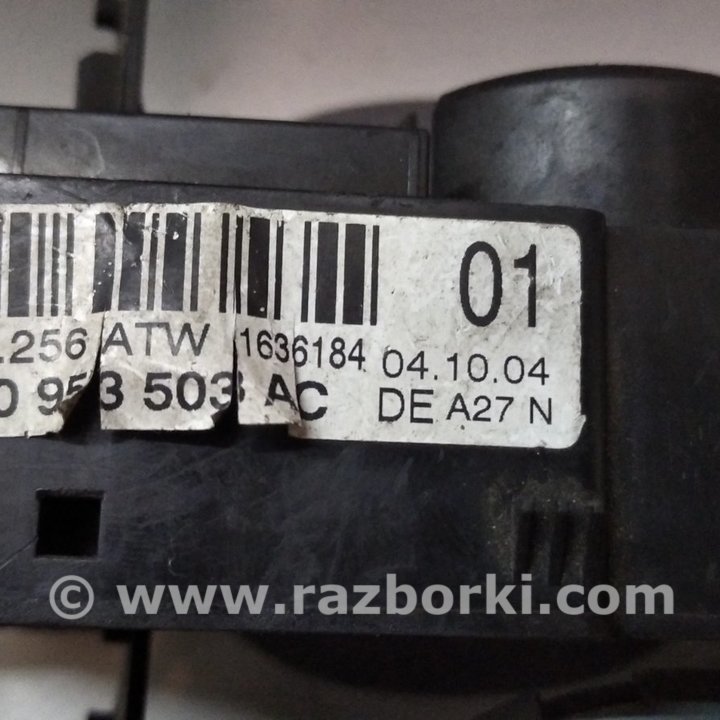 01
.256 ATW 1636184 04.10.04
0 953 503 AC DE A27 N
© www.razborki.com